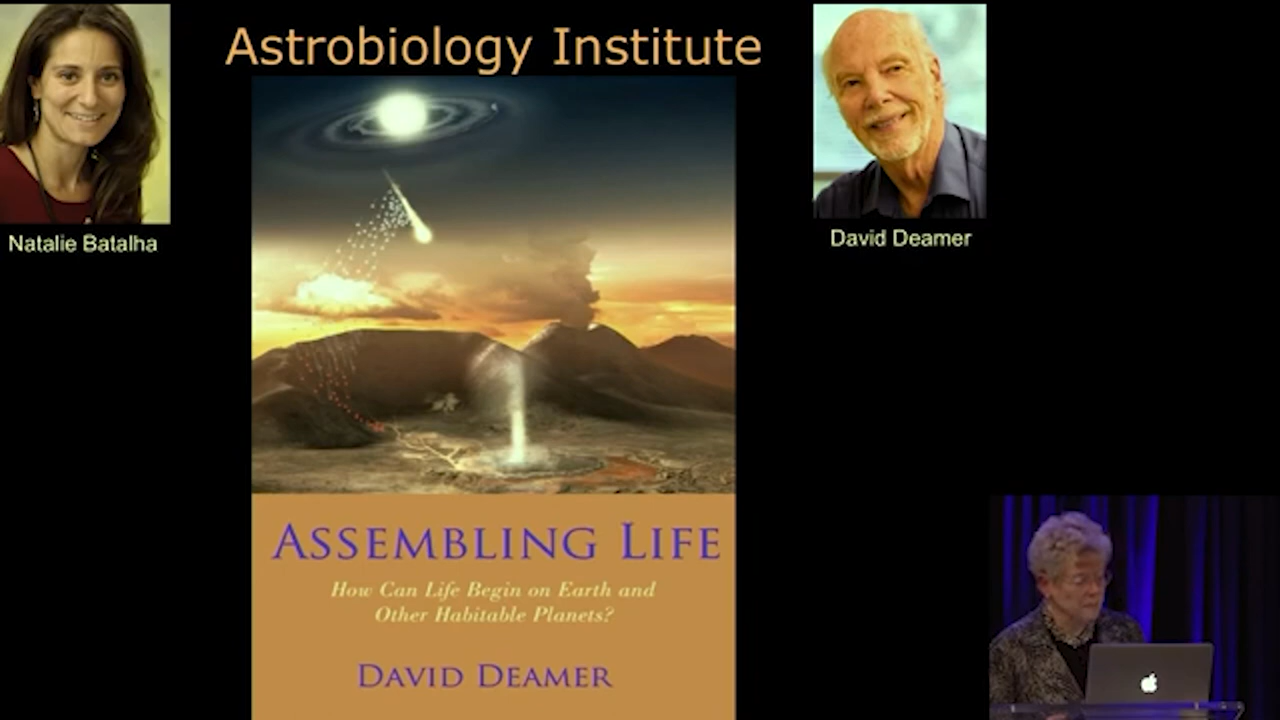 Astrobiology Institute
Natalie Batalha
David Deamer
ASSEMBLING LIFE
How Can Life Begin on Earth and
Other Habitable Planets?
DAVID DEAMER